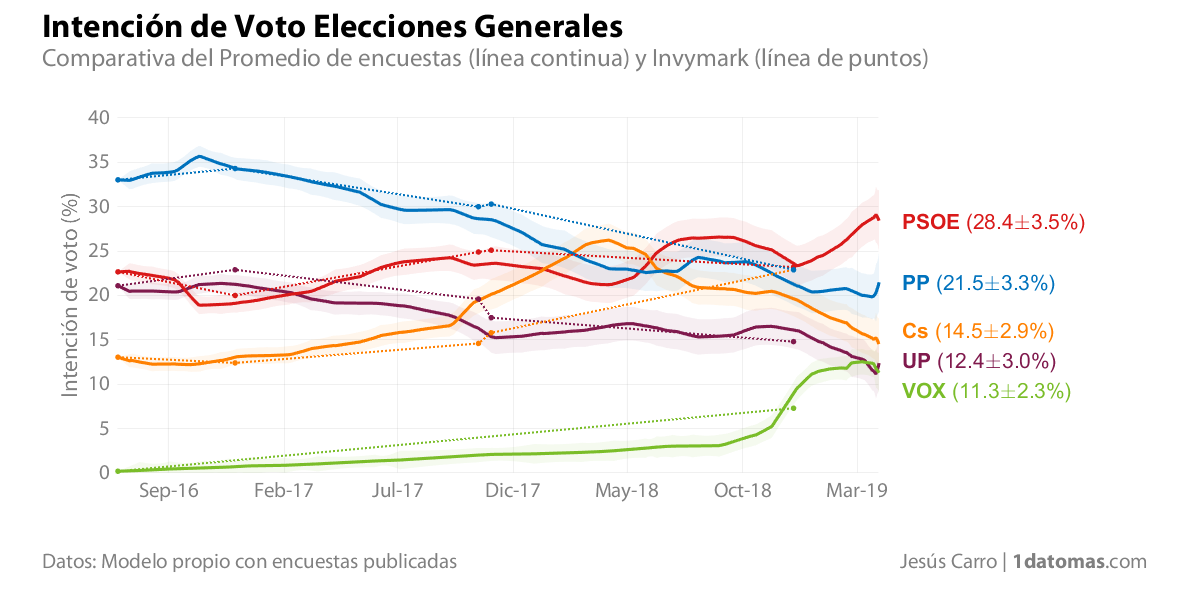 Intención de Voto Elecciones Generales
Comparativa del Promedio de encuestas (línea continua) y Invymark (línea de puntos)
Intención de voto (%)
40
35
30
25
20
15
10
5
0
Sep-16 Feb-17 Jul-17 Dic-17 May-18 Oct-18 Mar-19
PSOE (28.4±3.5%)
PP (21.5±3.3%)
Cs (14.5±2.9%)
UP (12.4±3.0%)
VOX (11.3±2.3%)
Datos: Modelo propio con encuestas publicadas
Jesús Carro | 1datomas.com